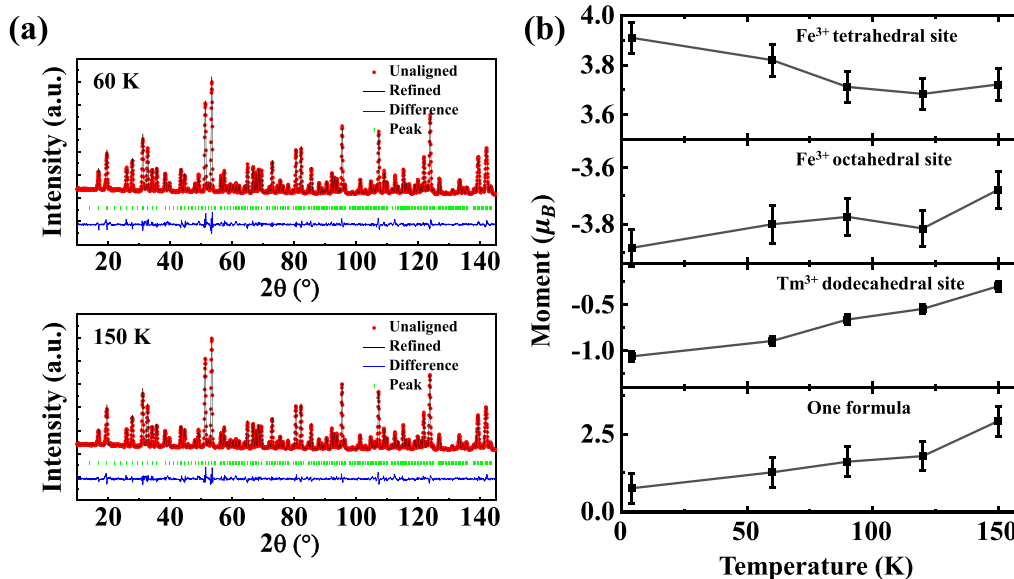 (a)
60 K
Unaligned
Refined
Difference
Peak
Intensity (a.u.)
20 40 60 80 100 120 140
2θ (°)
150 K
Unaligned
Refined
Difference
Peak
Intensity (a.u.)
20 40 60 80 100 120 140
2θ (°)
(b)
Fe³⁺ tetrahedral site
4.0
3.8
3.6
Fe³⁺ octahedral site
-3.6
-3.8
Tm³⁺ dodecahedral site
-0.5
-1.0
One formula
2.5
0.0
Moment (μ_B)
0 50 100 150
Temperature (K)